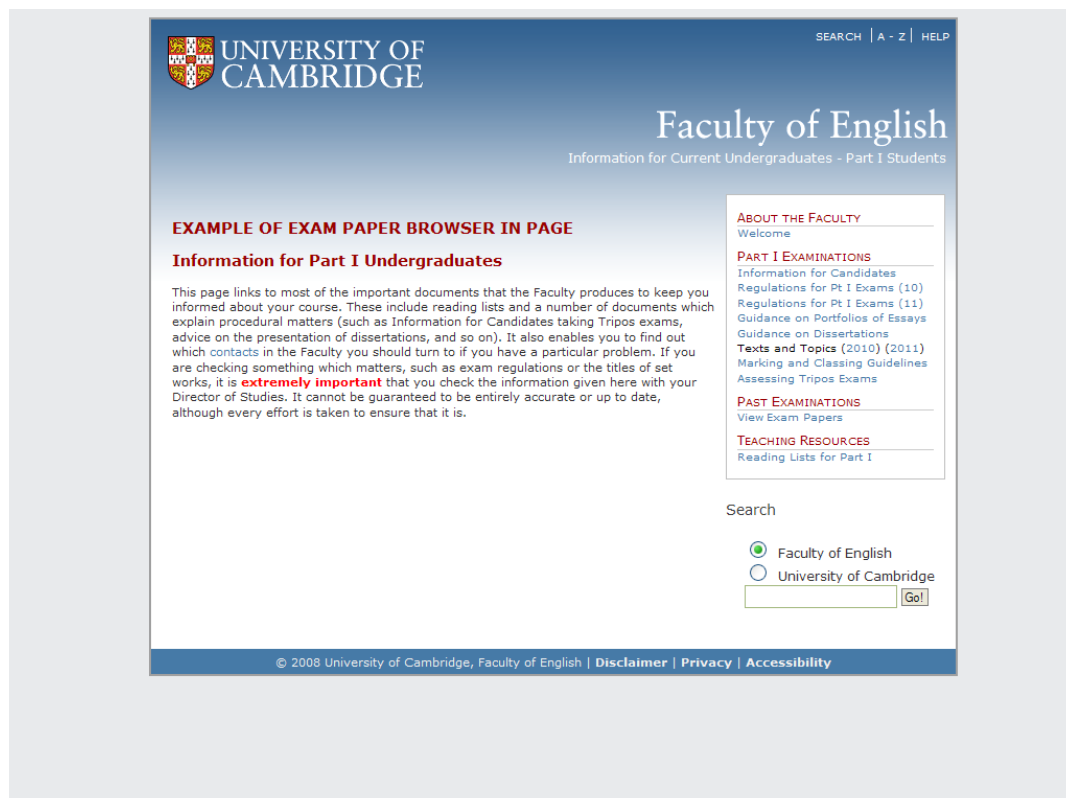 UNIVERSITY OF
CAMBRIDGE
SEARCH | A - Z | HELP
Faculty of English
Information for Current Undergraduates - Part I Students
EXAMPLE OF EXAM PAPER BROWSER IN PAGE
Information for Part I Undergraduates
This page links to most of the important documents that the Faculty produces to keep you
informed about your course. These include reading lists and a number of documents which
explain procedural matters (such as Information for Candidates taking Tripos exams,
advice on the presentation of dissertations, and so on). It also enables you to find out
which contacts in the Faculty you should turn to if you have a particular problem. If you
are checking something which matters, such as exam regulations or the titles of set
works, it is extremely important that you check the information given here with your
Director of Studies. It cannot be guaranteed to be entirely accurate or up to date,
although every effort is taken to ensure that it is.
ABOUT THE FACULTY
Welcome
PART I EXAMINATIONS
Information for Candidates
Regulations for Pt I Exams (10)
Regulations for Pt I Exams (11)
Guidance on Portfolios of Essays
Guidance on Dissertations
Texts and Topics (2010) (2011)
Marking and Classing Guidelines
Assessing Tripos Exams
PAST EXAMINATIONS
View Exam Papers
TEACHING RESOURCES
Reading Lists for Part I
Search
Faculty of English
University of Cambridge
Go!
© 2008 University of Cambridge, Faculty of English | Disclaimer | Privacy | Accessibility